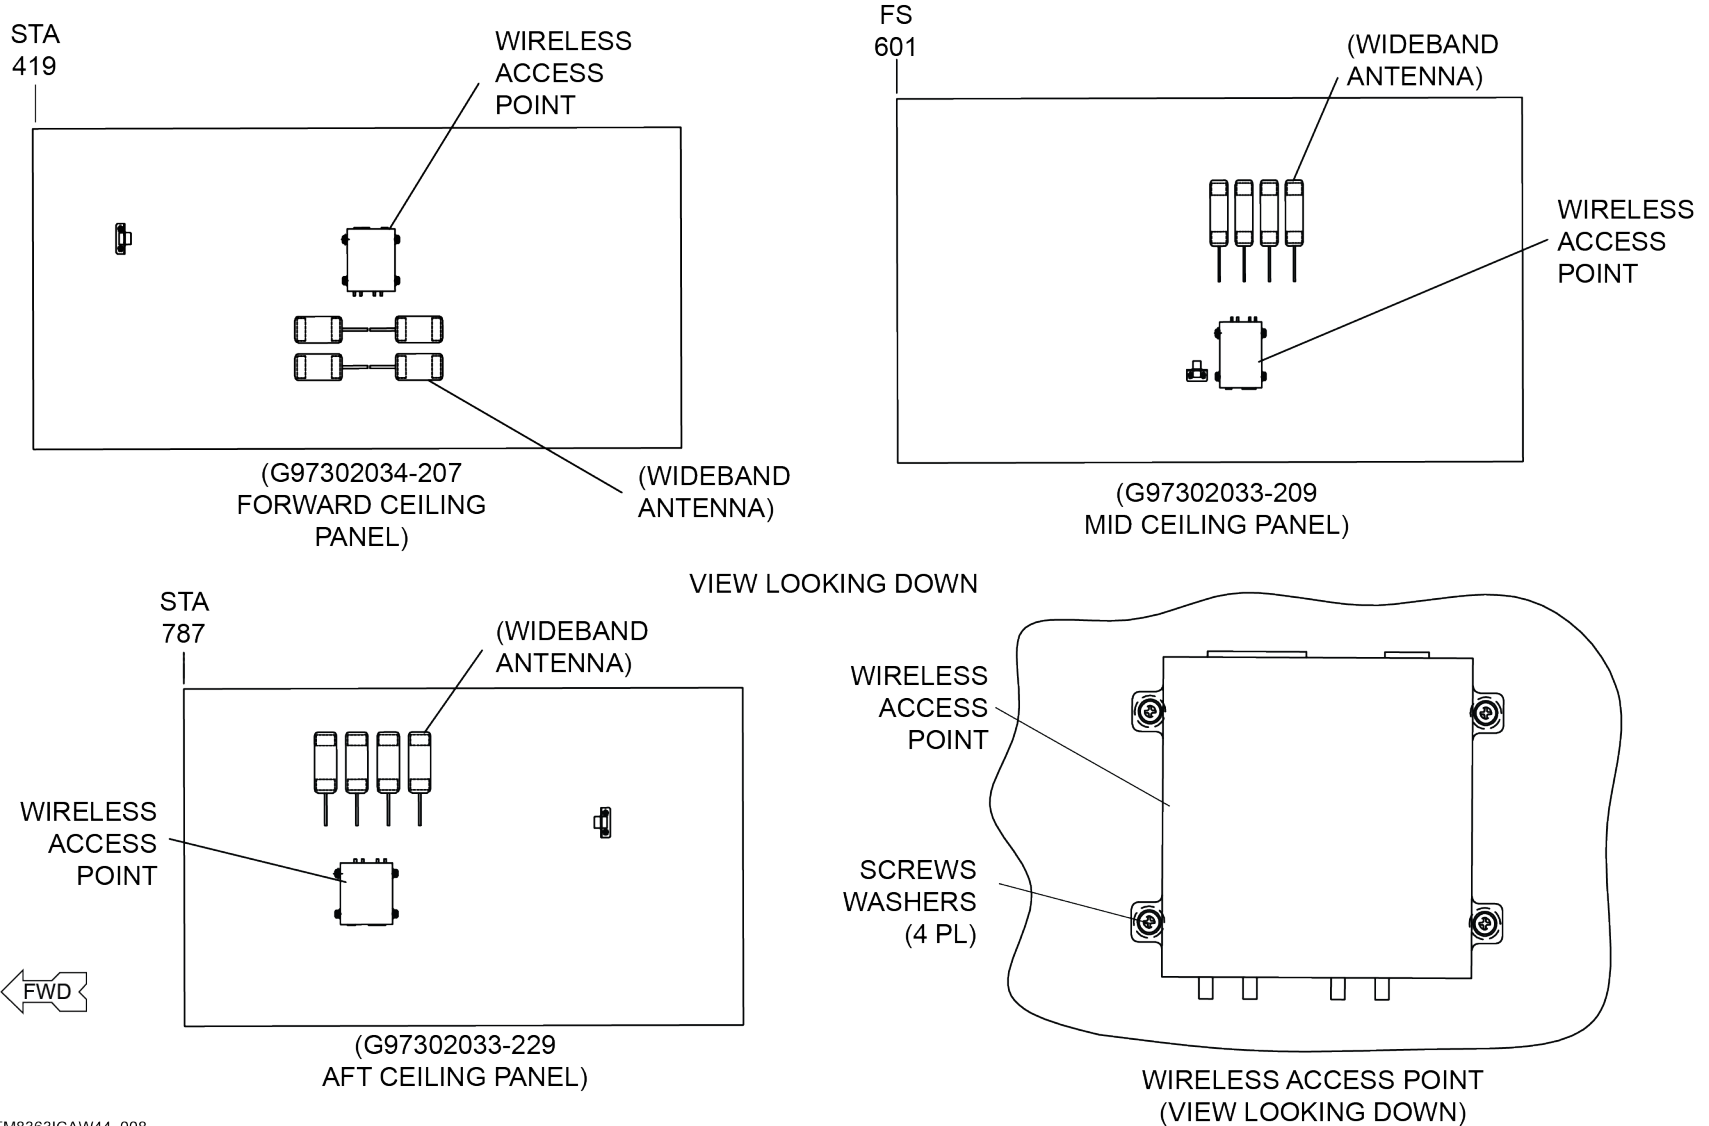 STA
419
WIRELESS
ACCESS
POINT
(WIDEBAND
ANTENNA)
(G97302034-207
FORWARD CEILING
PANEL)
FS
601
(WIDEBAND
ANTENNA)
WIRELESS
ACCESS
POINT
(G97302033-209
MID CEILING PANEL)
VIEW LOOKING DOWN
STA
787
(WIDEBAND
ANTENNA)
WIRELESS
ACCESS
POINT
FWD
(G97302033-229
AFT CEILING PANEL)
WIRELESS
ACCESS
POINT
SCREWS
WASHERS
(4 PL)
WIRELESS ACCESS POINT
(VIEW LOOKING DOWN)